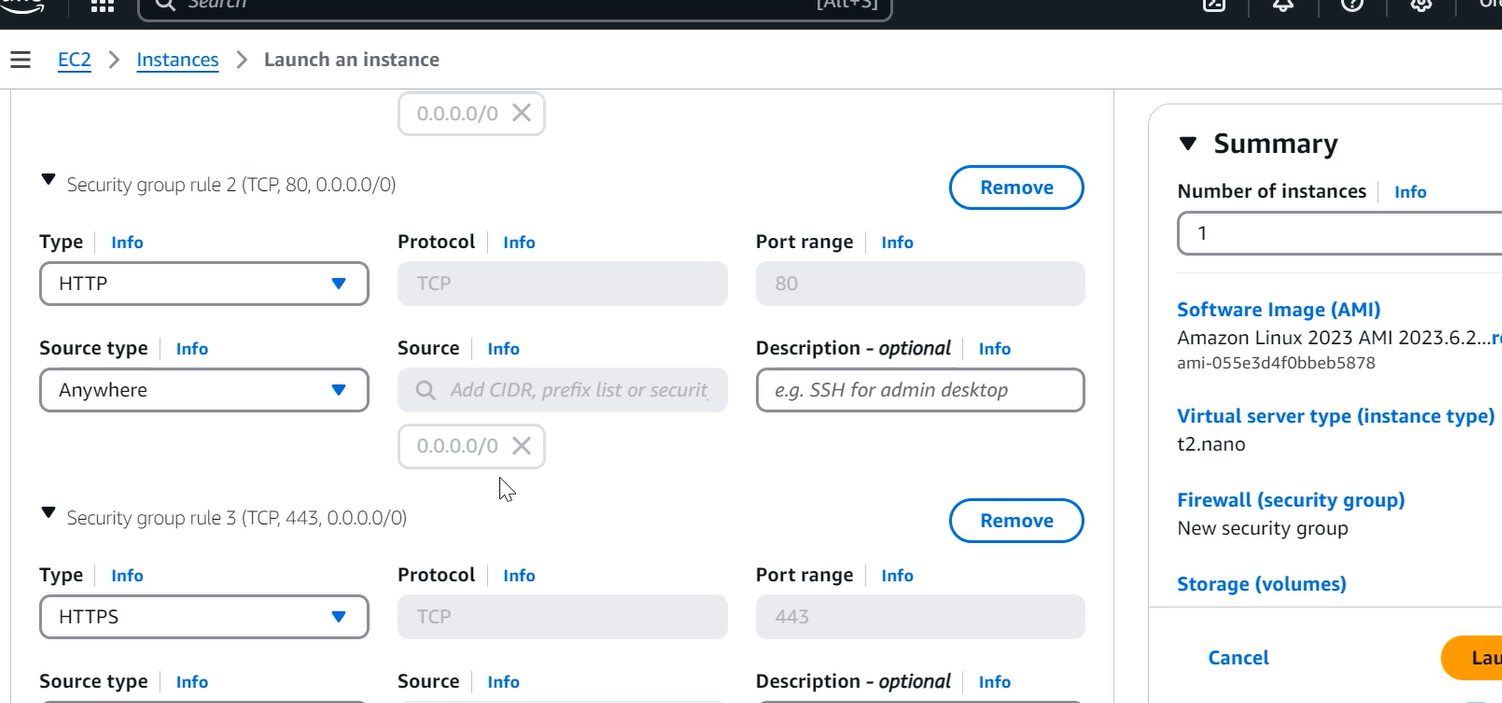 Search [Alt+S]
EC2 Instances Launch an instance
0.0.0.0/0
Security group rule 2 (TCP, 80, 0.0.0.0/0) Remove
Type Info Protocol Info Port range Info
HTTP TCP 80
Source type Info Source Info Description - optional Info
Anywhere Add CIDR, prefix list or securit e.g. SSH for admin desktop
0.0.0.0/0
Security group rule 3 (TCP, 443, 0.0.0.0/0) Remove
Type Info Protocol Info Port range Info
HTTPS TCP 443
Source type Info Source Info Description - optional Info
Summary
Number of instances Info
1
Software Image (AMI)
Amazon Linux 2023 AMI 2023.6.2...r
ami-055e3d4f0bbeb5878
Virtual server type (instance type)
t2.nano
Firewall (security group)
New security group
Storage (volumes)
Cancel Lau